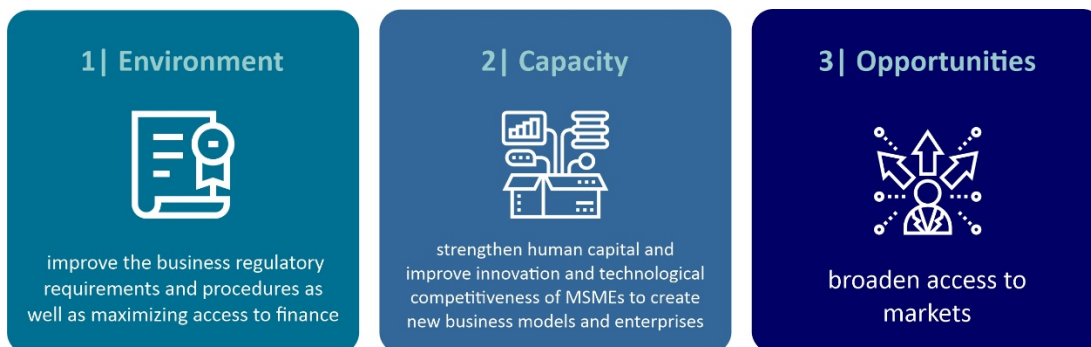 1| Environment
improve the business regulatory
requirements and procedures as
well as maximizing access to finance
2| Capacity
strengthen human capital and
improve innovation and technological
competitiveness of MSMEs to create
new business models and enterprises
3| Opportunities
broaden access to
markets